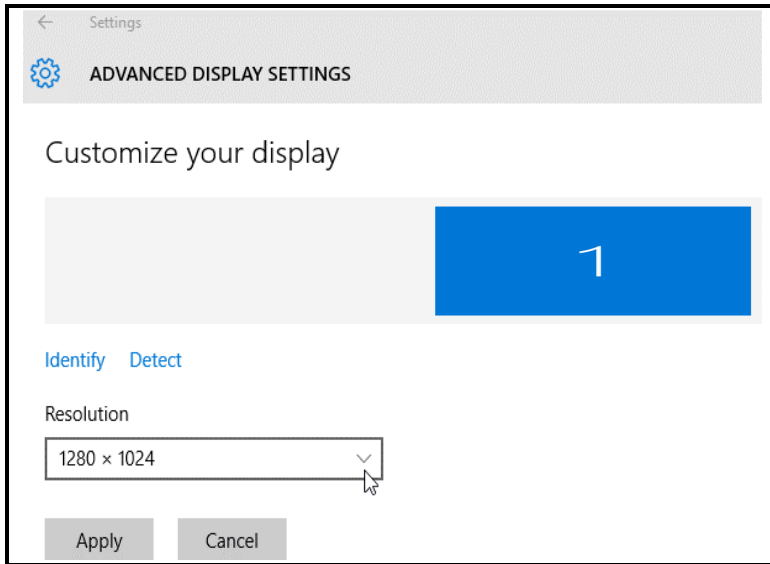 Settings
ADVANCED DISPLAY SETTINGS
Customize your display
1
Identify Detect
Resolution
1280 × 1024
Apply Cancel